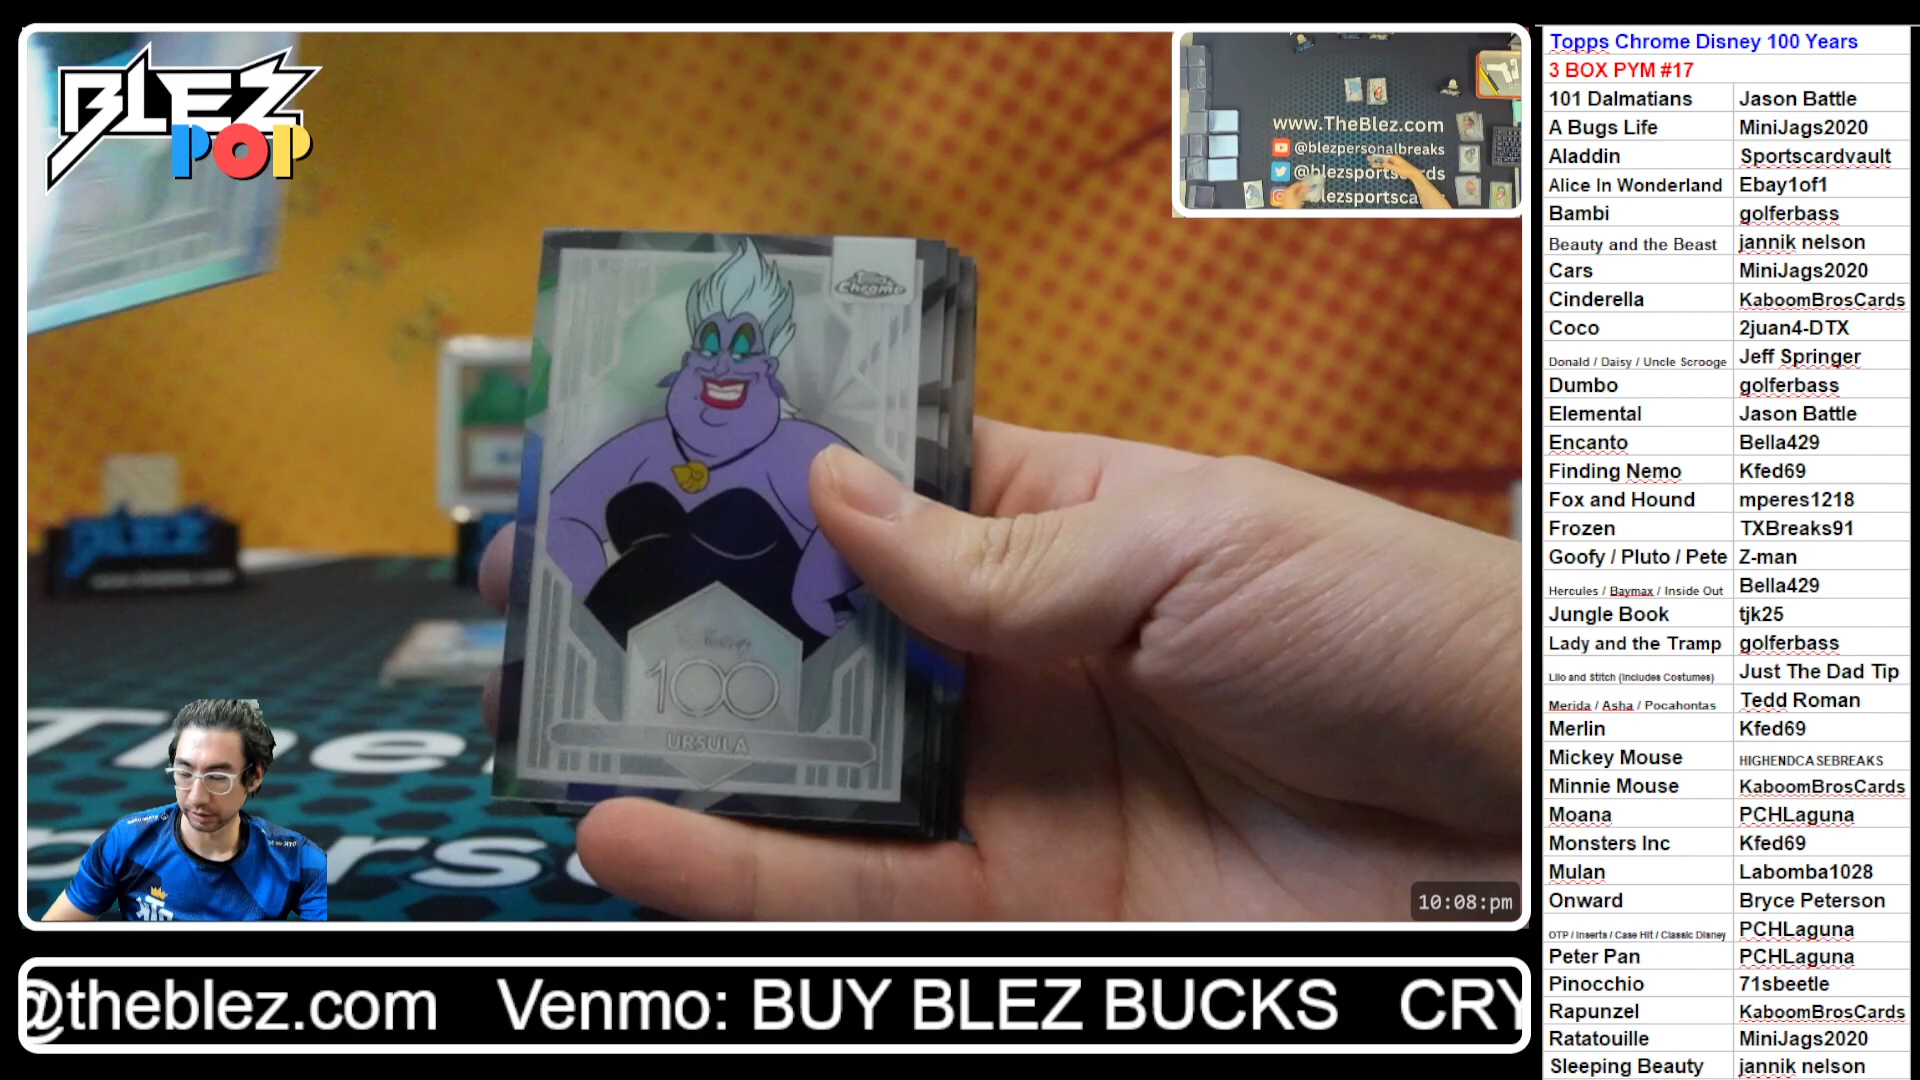 BLEZ
POP
www.TheBlez.com
@blezpersonalbreaks
@blezsportscards
blezsportsca
Topps
Chrome
100
URSULA
10:08:pm
@theblez.com Venmo: BUY BLEZ BUCKS CRY
Topps Chrome Disney 100 Years
3 BOX PYM #17
101 Dalmatians Jason Battle
A Bugs Life MiniJags2020
Aladdin Sportscardvault
Alice In Wonderland Ebay1of1
Bambi golferbass
Beauty and the Beast jannik nelson
Cars MiniJags2020
Cinderella KaboomBrosCards
Coco 2juan4-DTX
Donald / Daisy / Uncle Scrooge Jeff Springer
Dumbo golferbass
Elemental Jason Battle
Encanto Bella429
Finding Nemo Kfed69
Fox and Hound mperes1218
Frozen TXBreaks91
Goofy / Pluto / Pete Z-man
Hercules / Baymax / Inside Out Bella429
Jungle Book tjk25
Lady and the Tramp golferbass
Lilo and Stitch (Includes Costumes) Just The Dad Tip
Merida / Asha / Pocahontas Tedd Roman
Merlin Kfed69
Mickey Mouse HIGHENDCASEBREAKS
Minnie Mouse KaboomBrosCards
Moana PCHLaguna
Monsters Inc Kfed69
Mulan Labomba1028
Onward Bryce Peterson
OTP / Inserts / Case Hit / Classic Disney PCHLaguna
Peter Pan PCHLaguna
Pinocchio 71sbeetle
Rapunzel KaboomBrosCards
Ratatouille MiniJags2020
Sleeping Beauty jannik nelson